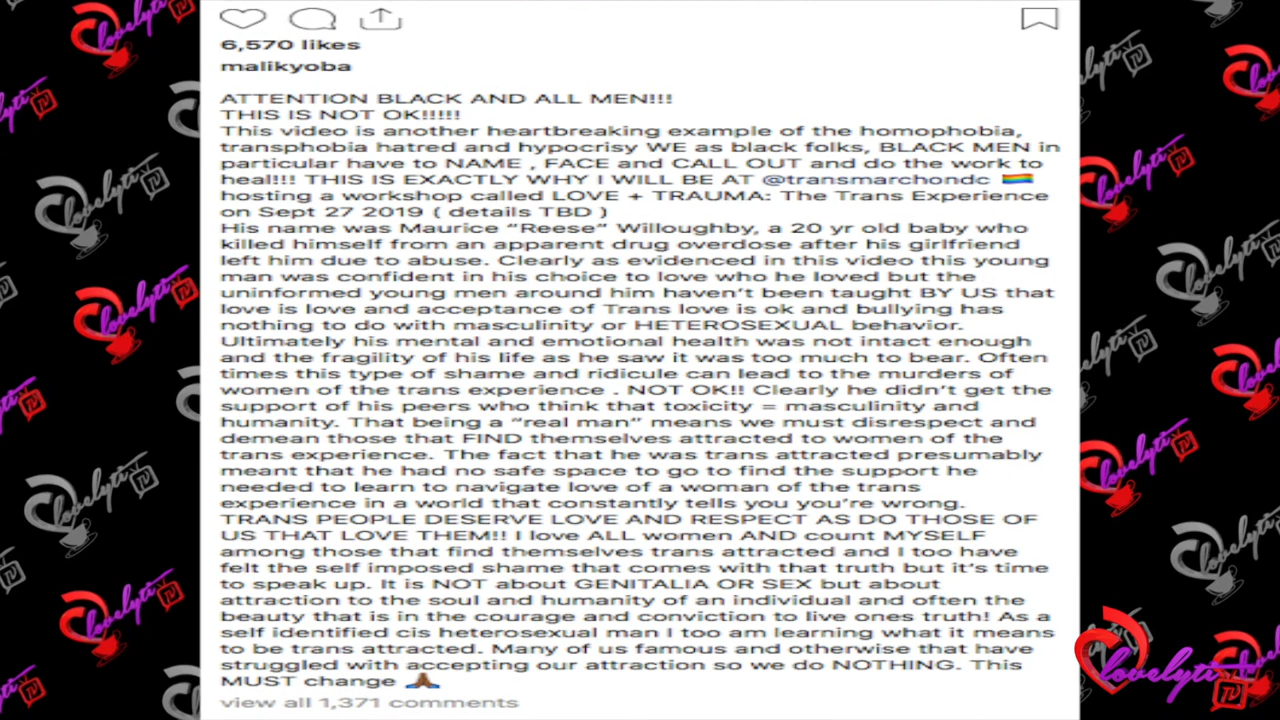 6,570 likes
malikyoba
ATTENTION BLACK AND ALL MEN!!!
THIS IS NOT OK!!!!!
This video is another heartbreaking example of the homophobia,
transphobia hatred and hypocrisy WE as black folks, BLACK MEN in
particular have to NAME , FACE and CALL OUT and do the work to
heal!!! THIS IS EXACTLY WHY I WILL BE AT @transmarchondc 🏳️‍🌈
hosting a workshop called LOVE + TRAUMA: The Trans Experience
on Sept 27 2019 ( details TBD )
His name was Maurice “Reese” Willoughby, a 20 yr old baby who
killed himself from an apparent drug overdose after his girlfriend
left him due to abuse. Clearly as evidenced in this video this young
man was confident in his choice to love who he loved but the
uninformed young men around him haven’t been taught BY US that
love is love and acceptance of Trans love is ok and bullying has
nothing to do with masculinity or HETEROSEXUAL behavior.
Ultimately his mental and emotional health was not intact enough
and the fragility of his life as he saw it was too much to bear. Often
times this type of shame and ridicule can lead to the murders of
women of the trans experience . NOT OK!! Clearly he didn’t get the
support of his peers who think that toxicity = masculinity and
humanity. That being a “real man” means we must disrespect and
demean those that FIND themselves attracted to women of the
trans experience. The fact that he was trans attracted presumably
meant that he had no safe space to go to find the support he
needed to learn to navigate love of a woman of the trans
experience in a world that constantly tells you you’re wrong.
TRANS PEOPLE DESERVE LOVE AND RESPECT AS DO THOSE OF
US THAT LOVE THEM!! I love ALL women AND count MYSELF
among those that find themselves trans attracted and I too have
felt the self imposed shame that comes with that truth but it’s time
to speak up. It is NOT about GENITALIA OR SEX but about
attraction to the soul and humanity of an individual and often the
beauty that is in the courage and conviction to live ones truth! As a
self identified cis heterosexual man I too am learning what it means
to be trans attracted. Many of us famous and otherwise that have
struggled with accepting our attraction so we do NOTHING. This
MUST change 🙏🏾
view all 1,371 comments
lovelyti TV